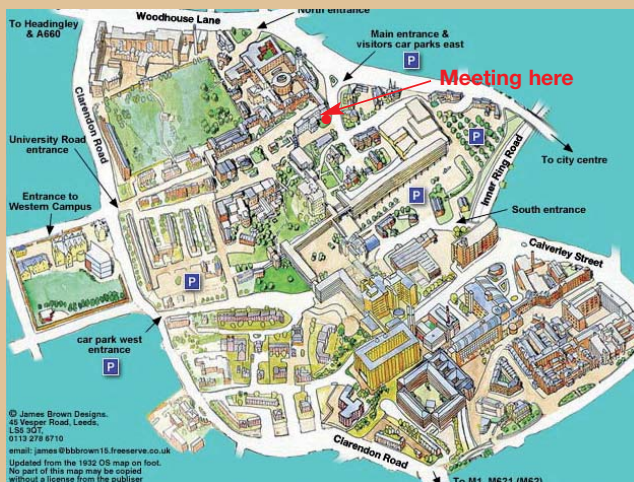 North entrance
Woodhouse Lane
To Headingley
& A660
Main entrance &
visitors car parks east
P
Meeting here
Clarendon Road
University Road
entrance
P
Inner Ring Road
To city centre
Entrance to
Western Campus
P
South entrance
Calverley Street
P
car park west
entrance
P
© James Brown Designs.
45 Vesper Road, Leeds,
LS5 3QT,
0113 278 6710
email: james@bbbrown15.freeserve.co.uk
Updated from the 1932 OS map on foot.
No part of this map may be copied
without a license from the publiser
Clarendon Road
To M1, M621 (M62)